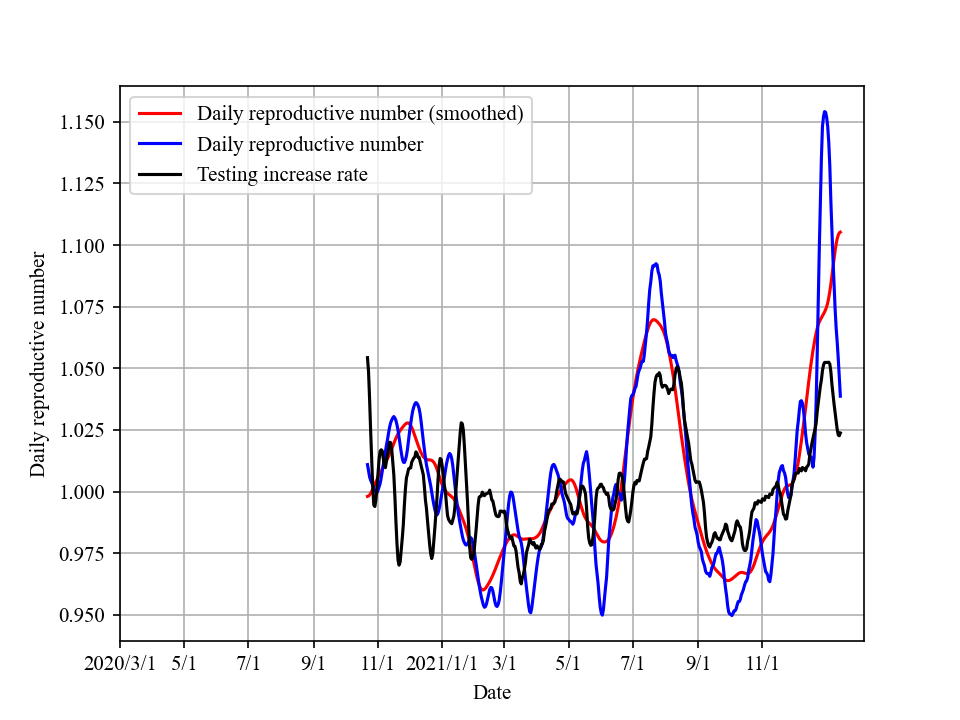 Daily reproductive number (smoothed)
Daily reproductive number
Testing increase rate
Daily reproductive number
1.150
1.125
1.100
1.075
1.050
1.025
1.000
0.975
0.950
2020/3/1 5/1 7/1 9/1 11/1 2021/1/1 3/1 5/1 7/1 9/1 11/1
Date